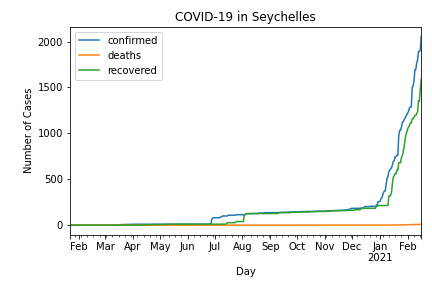 COVID-19 in Seychelles
confirmed
deaths
recovered
Number of Cases
2000
1500
1000
500
0
Feb Mar Apr May Jun Jul Aug Sep Oct Nov Dec Jan Feb
2021
Day